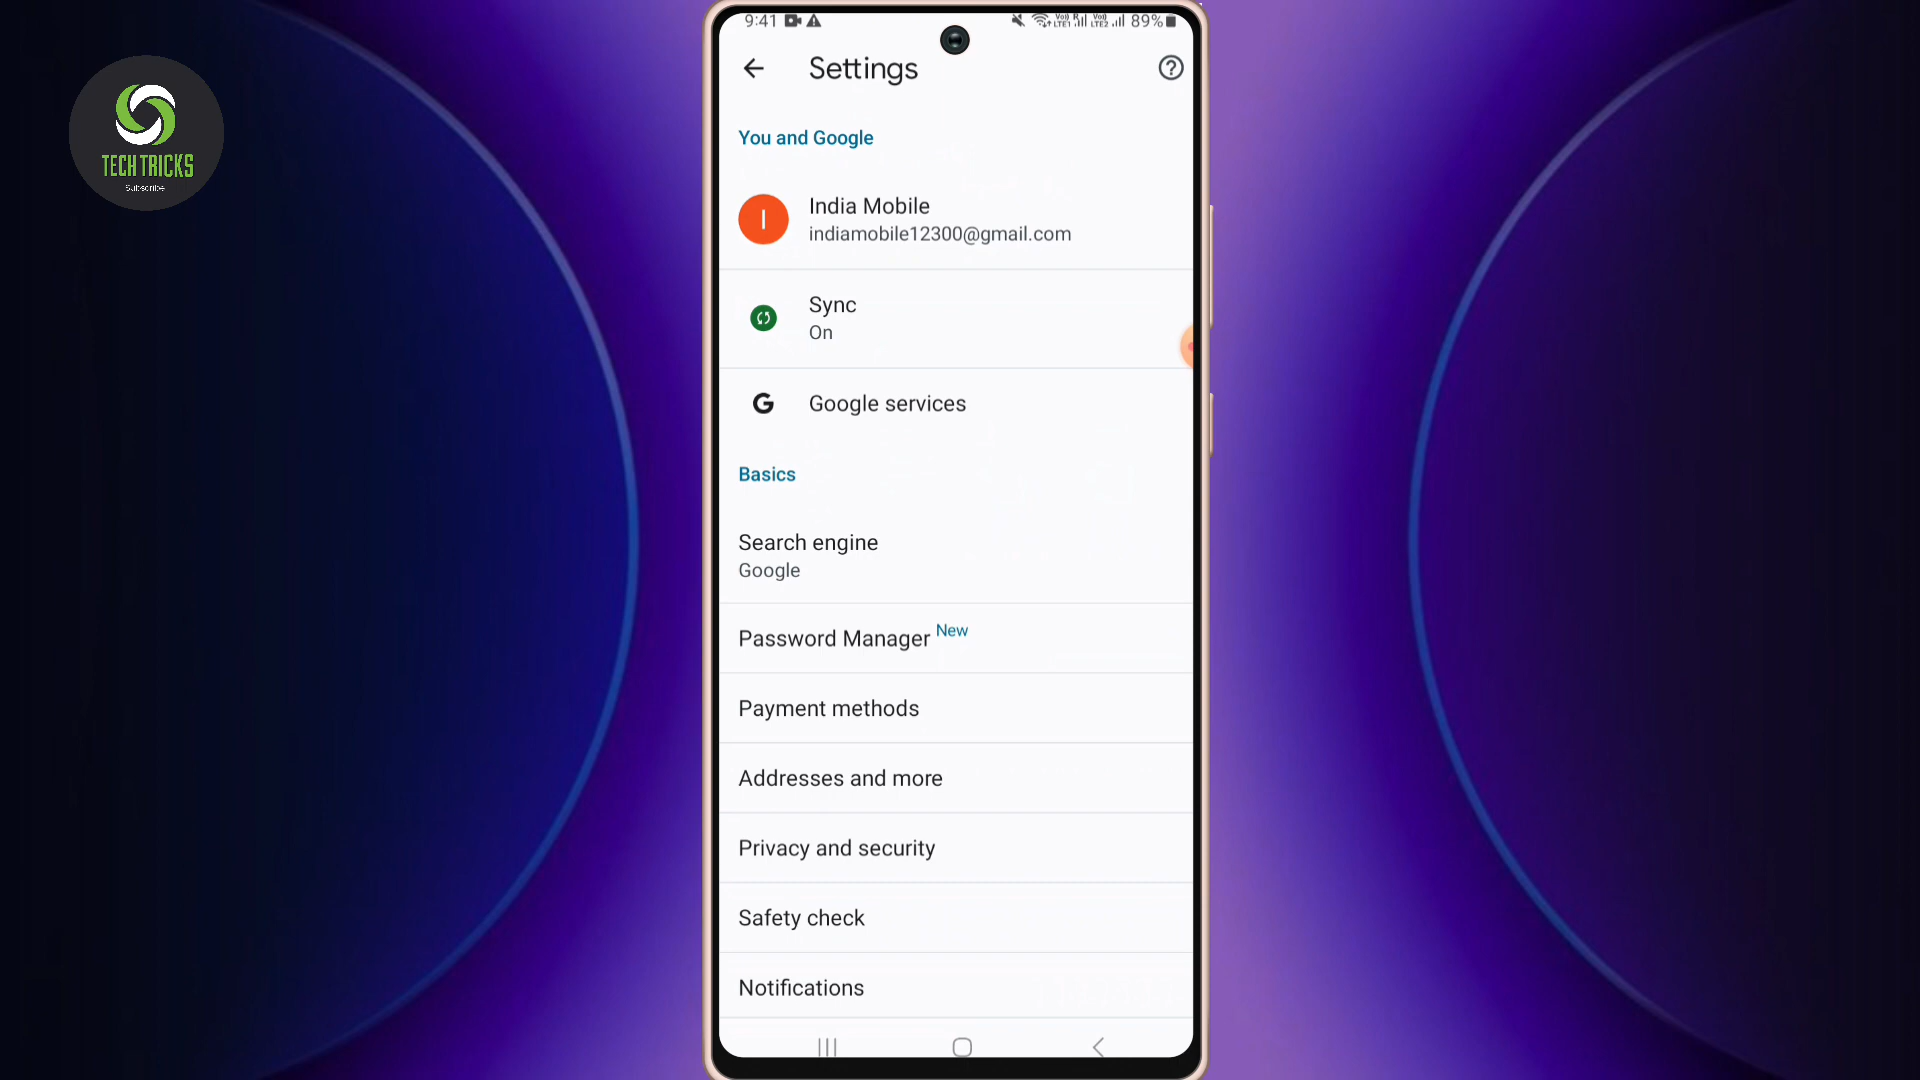 TECH TRICKS
Subscribe
9:41
89%
Settings
You and Google
I
India Mobile
indiamobile12300@gmail.com
Sync
On
G Google services
Basics
Search engine
Google
Password Manager New
Payment methods
Addresses and more
Privacy and security
Safety check
Notifications